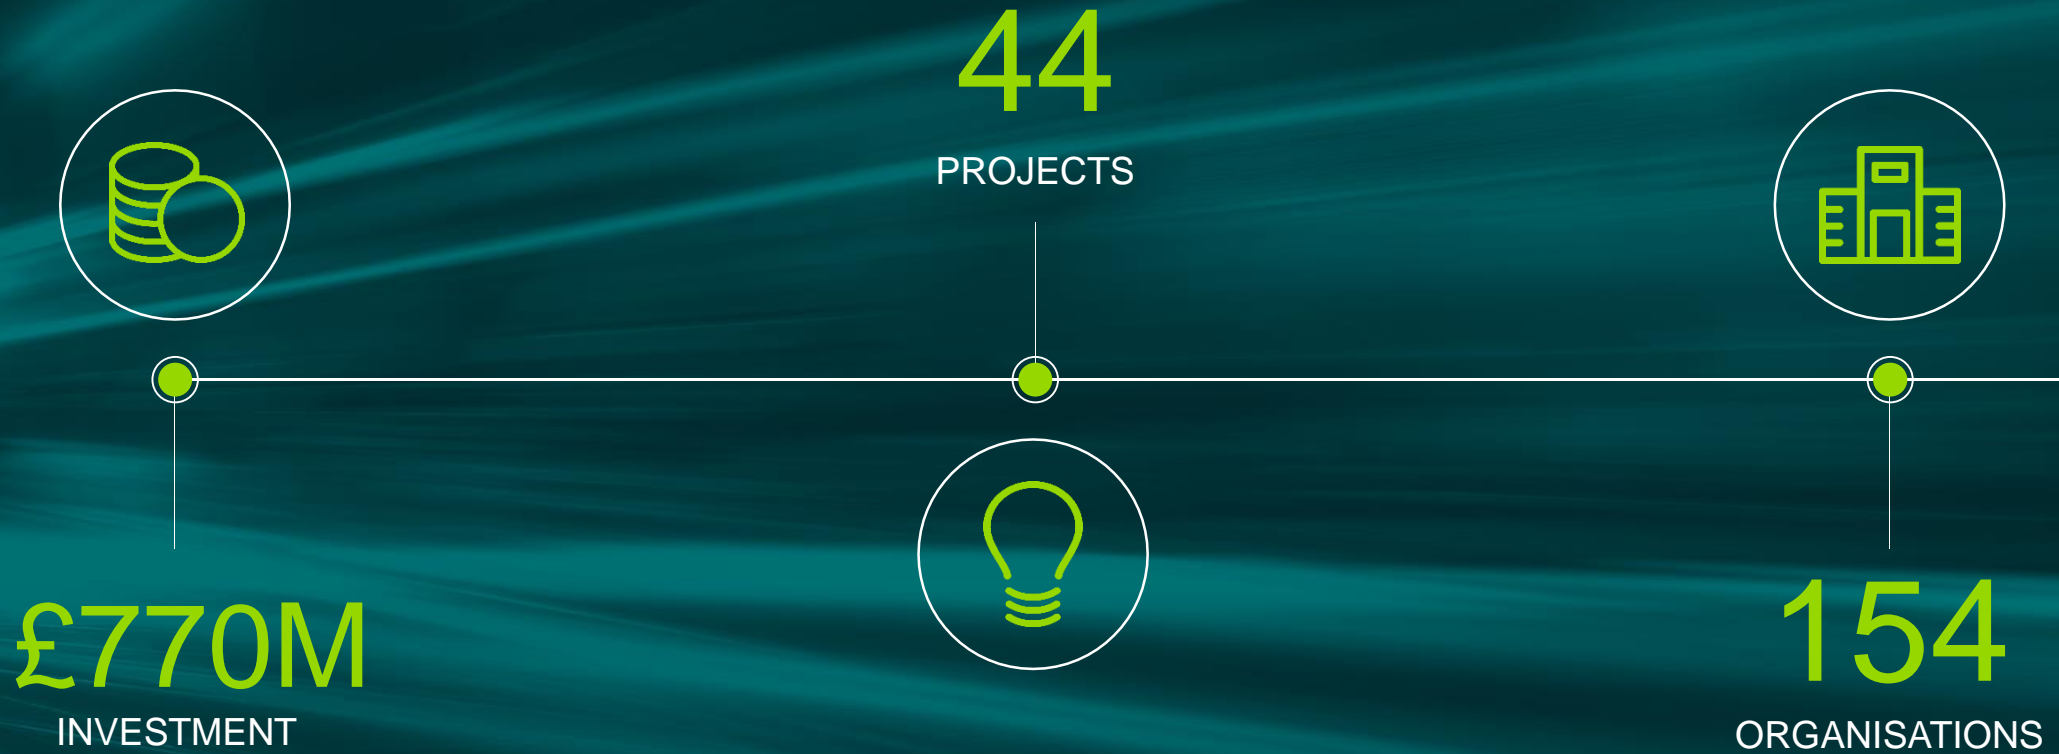 £770M
INVESTMENT
44
PROJECTS
154
ORGANISATIONS